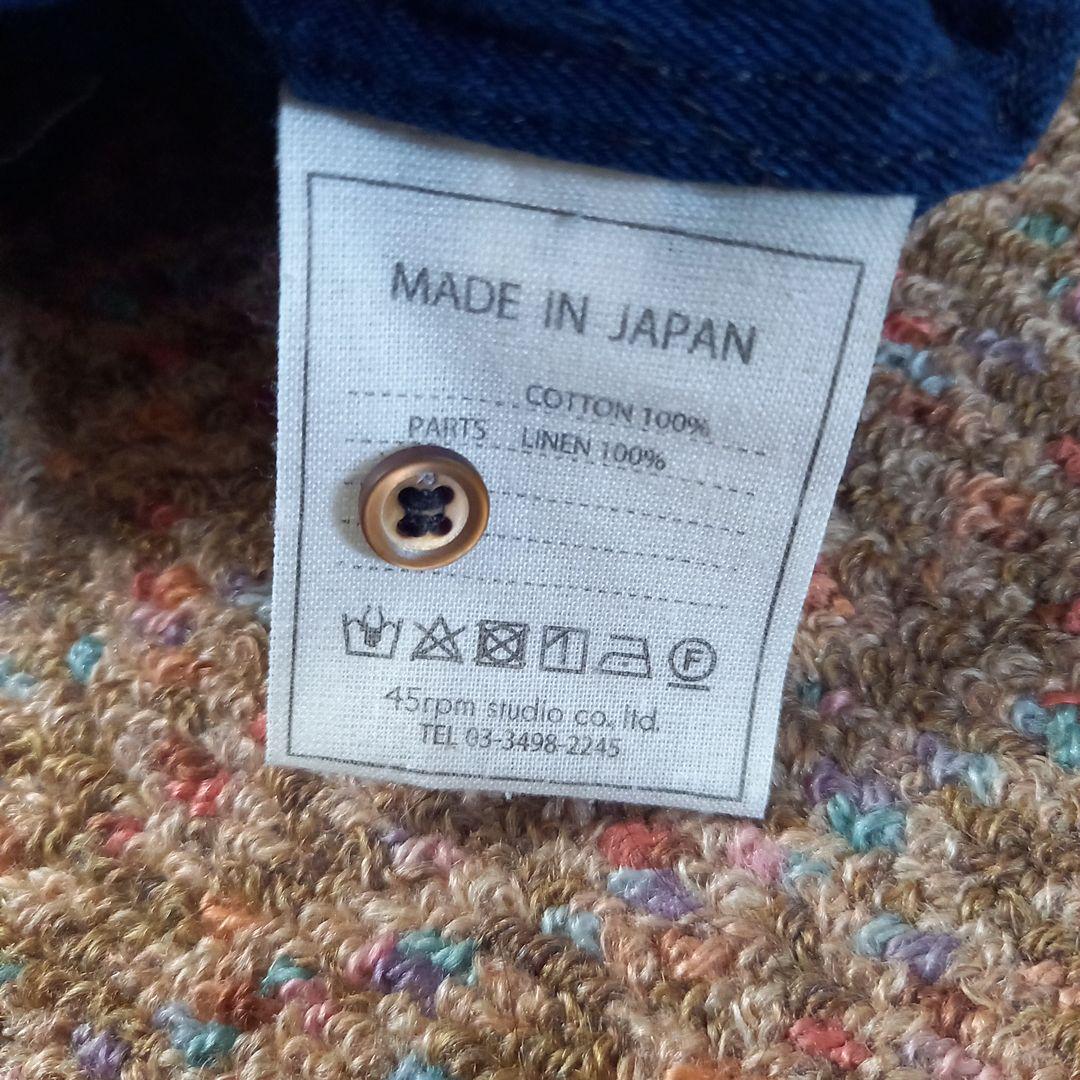 MADE IN JAPAN
COTTON 100%
PARTS LINEN 100%
F
45rpm studio co. ltd.
TEL 03-3498-2245